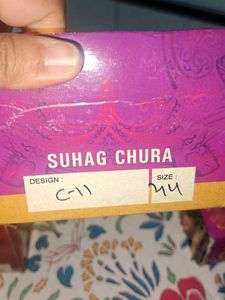 SUHAG CHURA
DESIGN : SIZE :
C-11 44